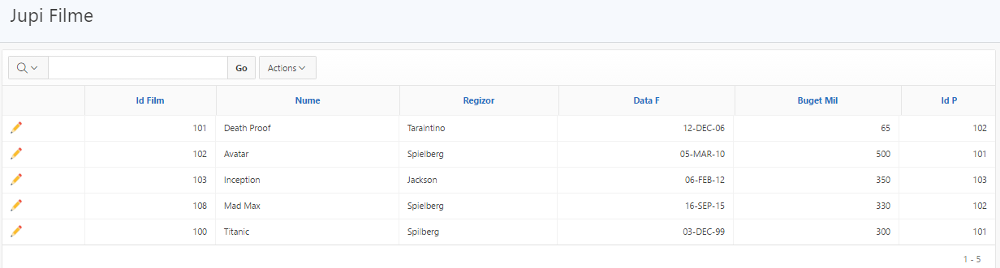 Jupi Filme
Go Actions
Id Film Nume Regizor Data F Buget Mil Id P
101 Death Proof Taraintino 12-DEC-06 65 102
102 Avatar Spielberg 05-MAR-10 500 101
103 Inception Jackson 06-FEB-12 350 103
108 Mad Max Spielberg 16-SEP-15 330 102
100 Titanic Spilberg 03-DEC-99 300 101
1 - 5